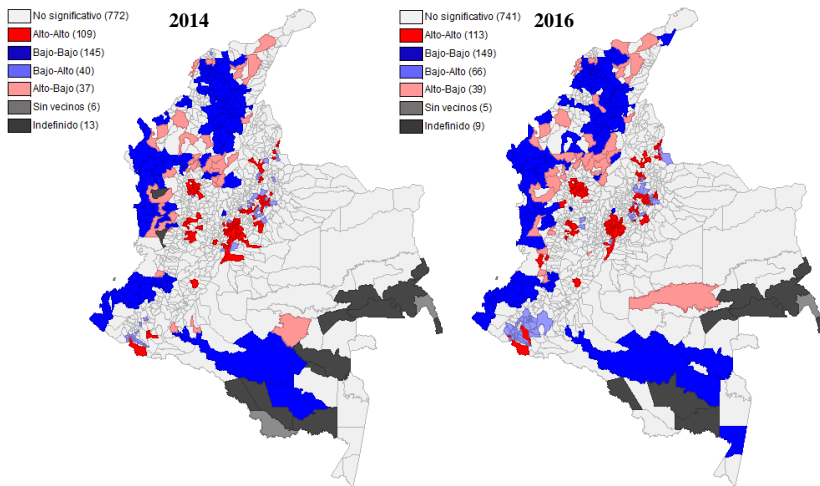 2014
No significativo (772)
Alto-Alto (109)
Bajo-Bajo (145)
Bajo-Alto (40)
Alto-Bajo (37)
Sin vecinos (6)
Indefinido (13)
2016
No significativo (741)
Alto-Alto (113)
Bajo-Bajo (149)
Bajo-Alto (66)
Alto-Bajo (39)
Sin vecinos (5)
Indefinido (9)